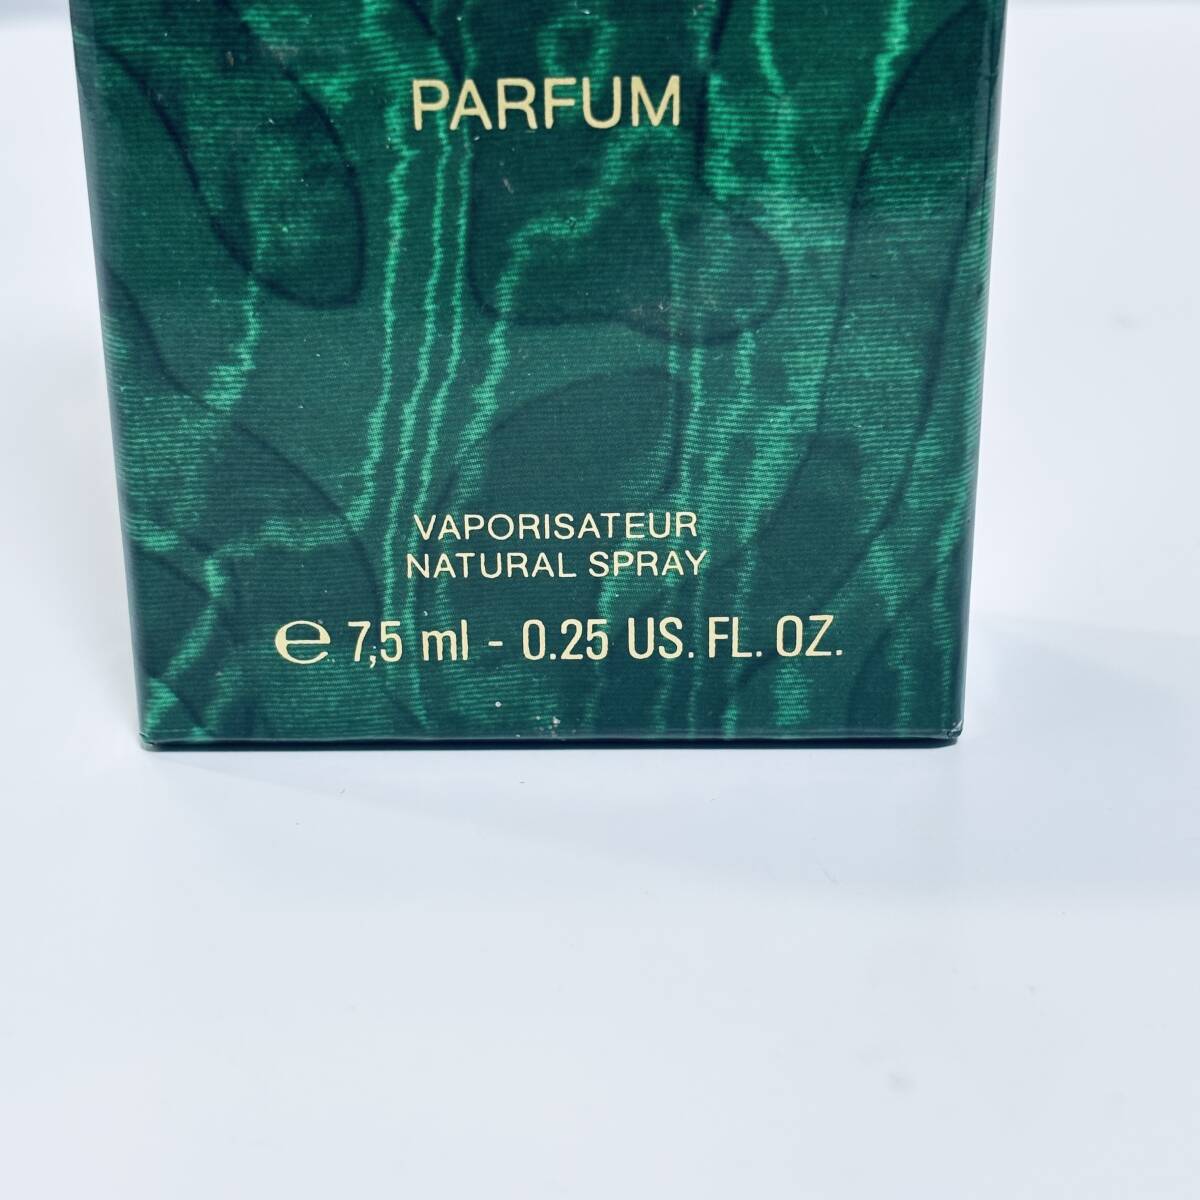 PARFUM
VAPORISATEUR
NATURAL SPRAY
℮ 7,5 ml - 0.25 US. FL. OZ.